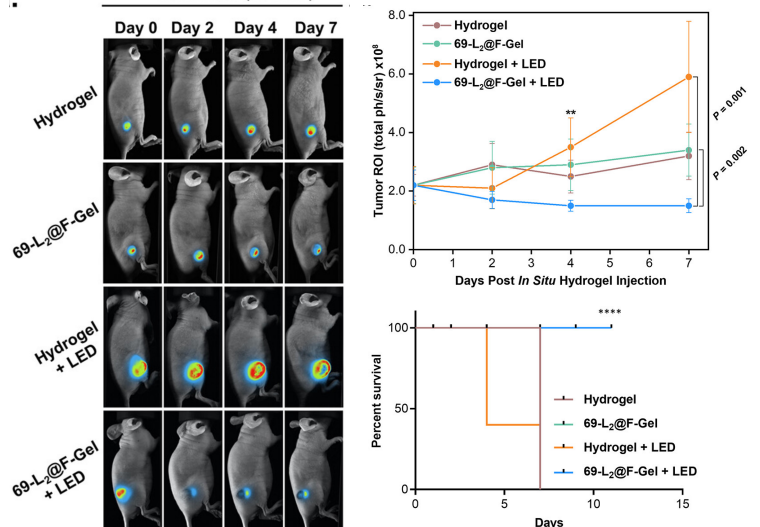 Day 0 Day 2 Day 4 Day 7
Hydrogel
69-L₂@F-Gel
Hydrogel
+ LED
69-L₂@F-Gel
+ LED
Tumor ROI (total ph/s/sr) x10⁸
8.0
6.0
4.0
2.0
0.0
Hydrogel
69-L₂@F-Gel
Hydrogel + LED
69-L₂@F-Gel + LED
**
P = 0.001
P = 0.002
0 1 2 3 4 5 6 7
Days Post In Situ Hydrogel Injection
Percent survival
100
50
0
****
Hydrogel
69-L₂@F-Gel
Hydrogel + LED
69-L₂@F-Gel + LED
0 5 10 15
Days